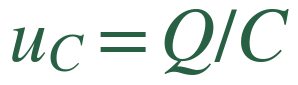 u_C = Q/C